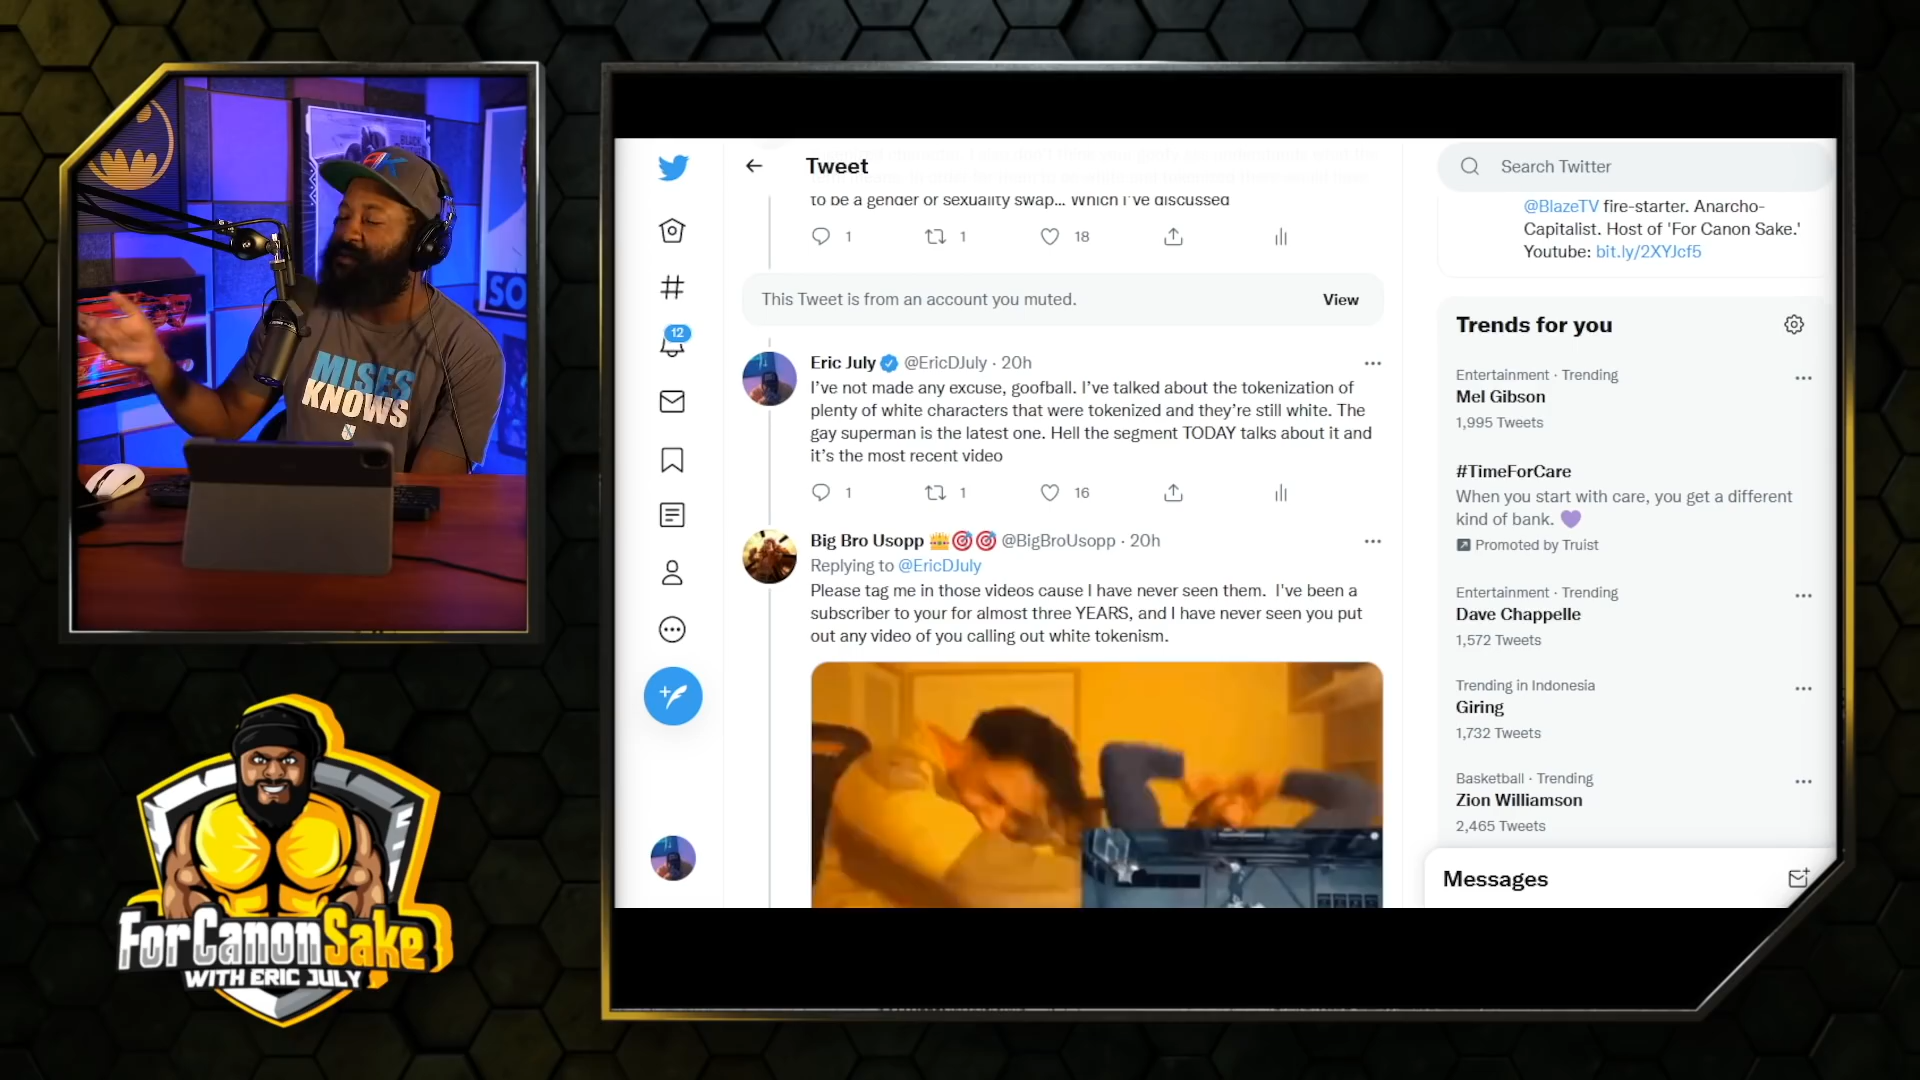 BLACK
SO
MISES
KNOWS
ForCanonSake
WITH ERIC JULY
Tweet
to be a gender or sexuality swap... Which I've discussed
1
1
18
This Tweet is from an account you muted.
View
Eric July @EricDJuly · 20h
I've not made any excuse, goofball. I've talked about the tokenization of
plenty of white characters that were tokenized and they're still white. The
gay superman is the latest one. Hell the segment TODAY talks about it and
it's the most recent video
1
1
16
Big Bro Usopp 👑🎯🎯 @BigBroUsopp · 20h
Replying to @EricDJuly
Please tag me in those videos cause I have never seen them.  I've been a
subscriber to your for almost three YEARS, and I have never seen you put
out any video of you calling out white tokenism.
12
Search Twitter
@BlazeTV fire-starter. Anarcho-
Capitalist. Host of 'For Canon Sake.'
Youtube: bit.ly/2XYJcf5
Trends for you
Entertainment · Trending
Mel Gibson
1,995 Tweets
#TimeForCare
When you start with care, you get a different
kind of bank. 💜
Promoted by Truist
Entertainment · Trending
Dave Chappelle
1,572 Tweets
Trending in Indonesia
Giring
1,732 Tweets
Basketball · Trending
Zion Williamson
2,465 Tweets
Messages